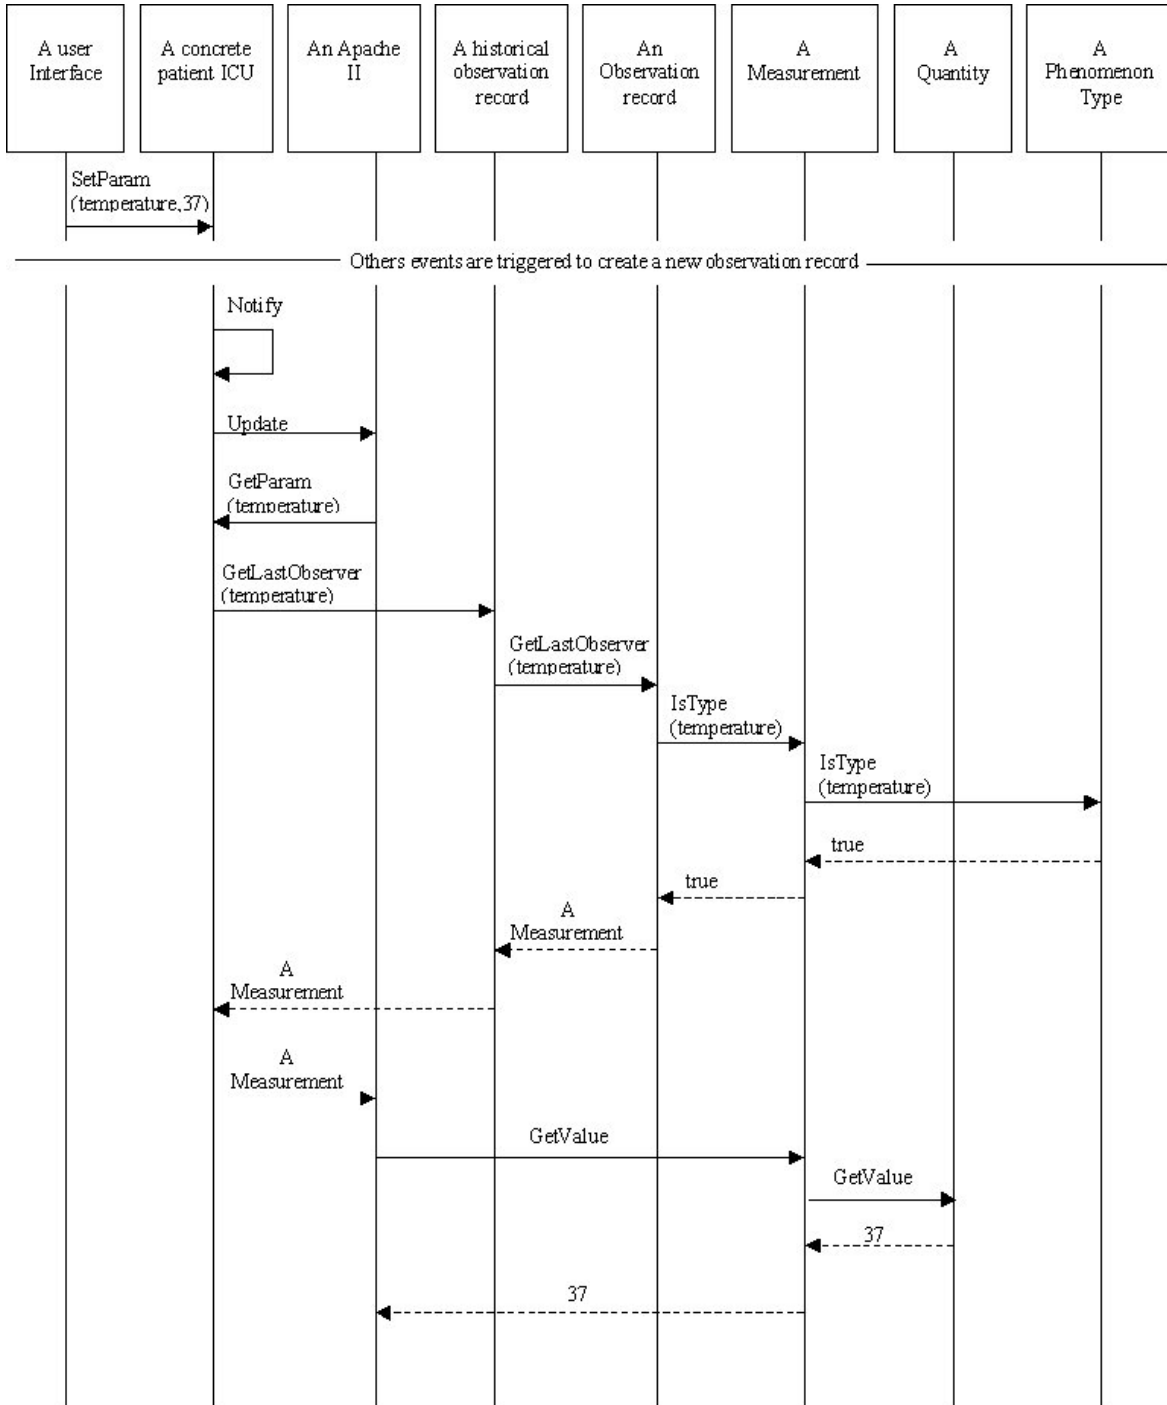 A user
Interface
A concrete
patient ICU
An Apache
II
A historical
observation
record
An
Observation
record
A
Measurement
A
Quantity
A
Phenomenon
Type
SetParam
(temperature,37)
Others events are triggered to create a new observation record
Notify
Update
GetParam
(temperature)
GetLastObserver
(temperature)
GetLastObserver
(temperature)
IsType
(temperature)
IsType
(temperature)
true
true
A
Measurement
A
Measurement
A
Measurement
GetValue
GetValue
37
37